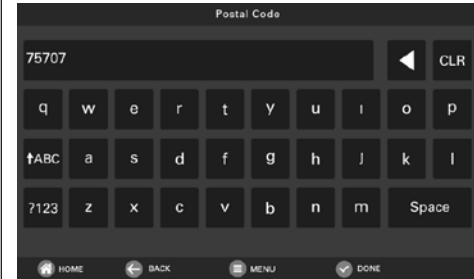 Postal Code
75707 CLR
q w e r t y u i o p
ABC a s d f g h j k l
?123 z x c v b n m Space
HOME BACK MENU DONE